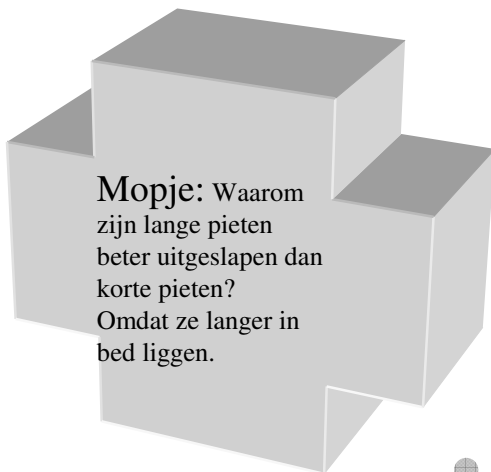 Mopje: Waarom
zijn lange pieten
beter uitgeslapen dan
korte pieten?
Omdat ze langer in
bed liggen.